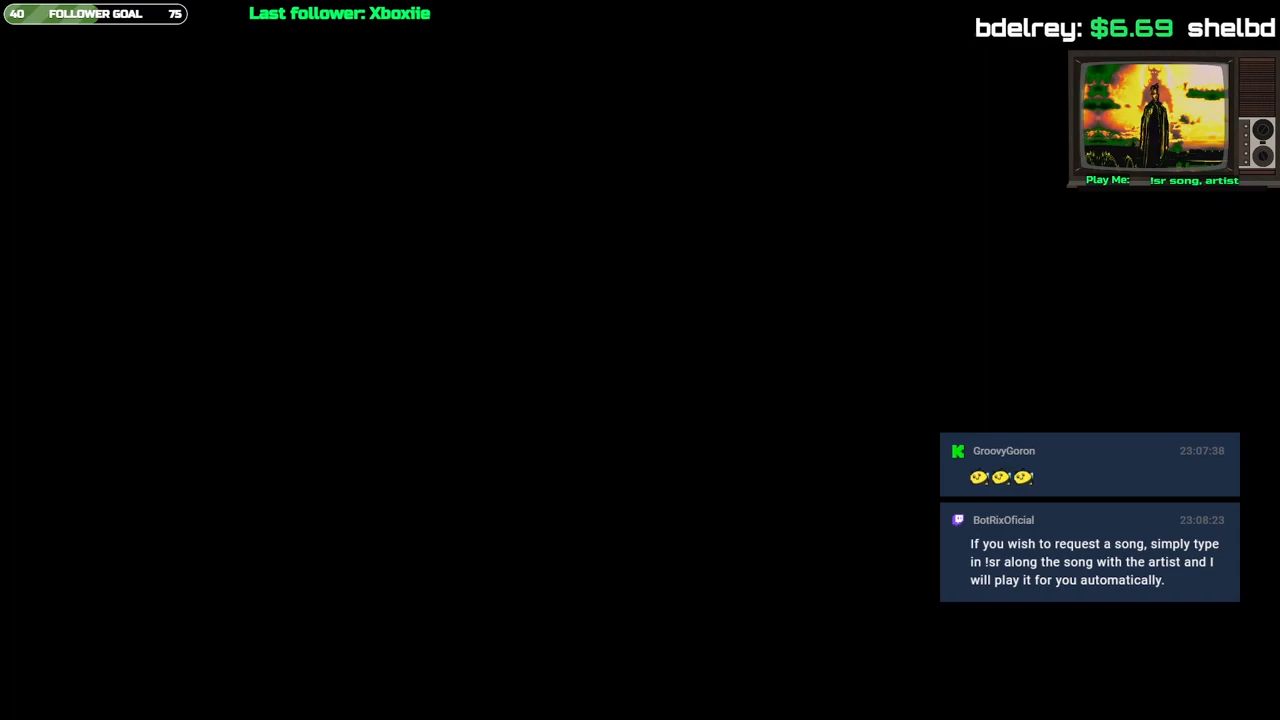 40 FOLLOWER GOAL 75
Last follower: Xboxiie
bdelrey: $6.69 shelbd
Play Me: !sr song, artist
GroovyGoron 23:07:38
BotRixOficial 23:08:23
If you wish to request a song, simply type
in !sr along the song with the artist and I
will play it for you automatically.